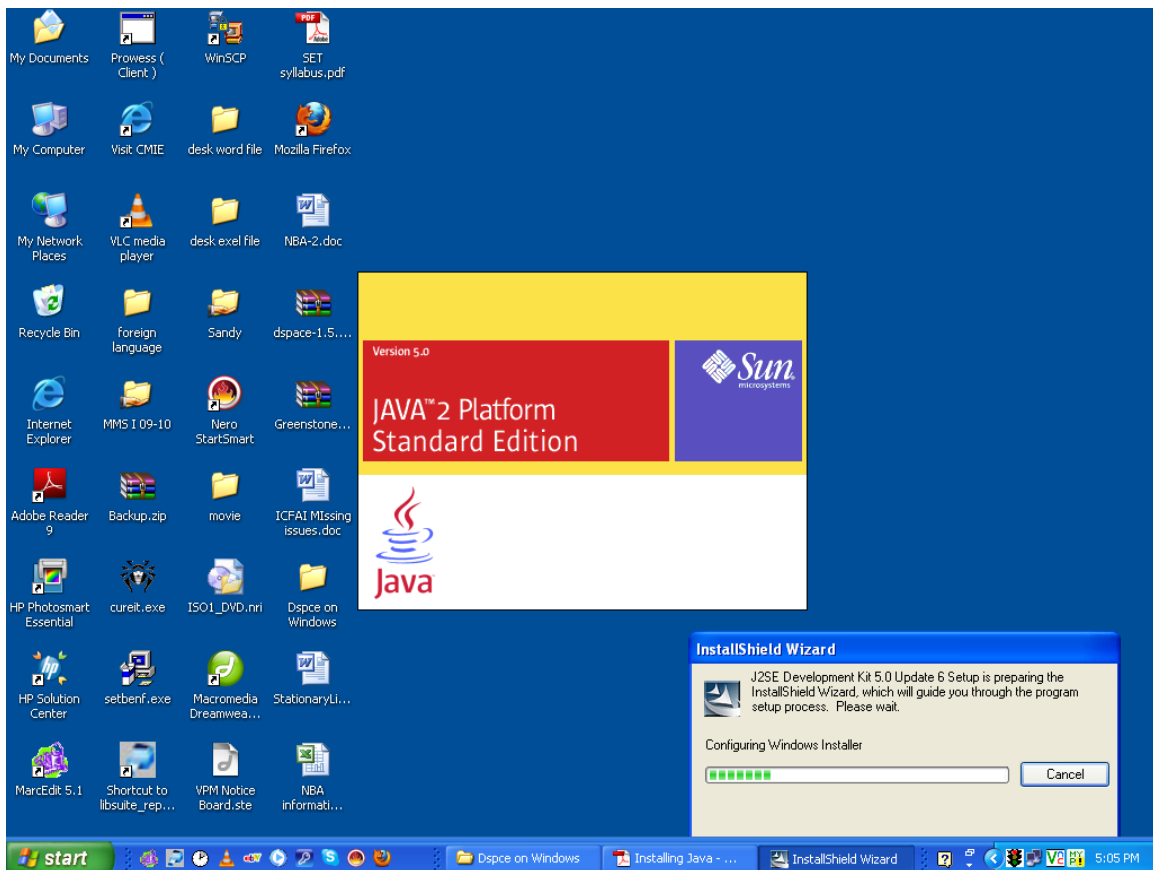 My Documents
Prowess (
Client )
WinSCP
SET
syllabus.pdf
My Computer
Visit CMIE
desk word file
Mozilla Firefox
My Network
Places
VLC media
player
desk exel file
NBA-2.doc
Recycle Bin
foreign
language
Sandy
dspace-1.5....
Internet
Explorer
MMS I 09-10
Nero
StartSmart
Greenstone...
Adobe Reader
9
Backup.zip
movie
ICFAI MIssing
issues.doc
HP Photosmart
Essential
cureit.exe
ISO1_DVD.nri
Dspce on
Windows
HP Solution
Center
setbenf.exe
Macromedia
Dreamwea...
StationaryLi...
MarcEdit 5.1
Shortcut to
libsuite_rep...
VPM Notice
Board.ste
NBA
informati...
Version 5.0
JAVA™2 Platform
Standard Edition
Sun
microsystems
Java
InstallShield Wizard
J2SE Development Kit 5.0 Update 6 Setup is preparing the
InstallShield Wizard, which will guide you through the program
setup process. Please wait.
Configuring Windows Installer
Cancel
start
Dspce on Windows
Installing Java - ...
InstallShield Wizard
5:05 PM